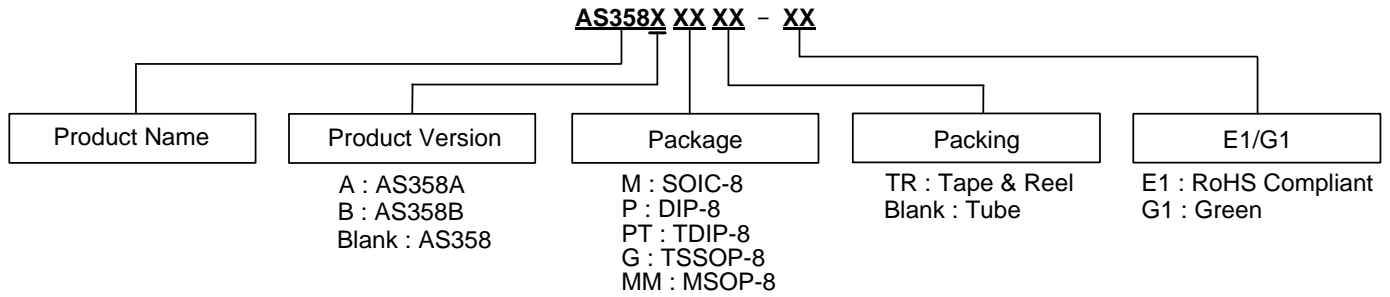 AS358X XX XX - XX
Product Name
Product Version
Package
Packing
E1/G1
A : AS358A
B : AS358B
Blank : AS358
M : SOIC-8
P : DIP-8
PT : TDIP-8
G : TSSOP-8
MM : MSOP-8
TR : Tape & Reel
Blank : Tube
E1 : RoHS Compliant
G1 : Green